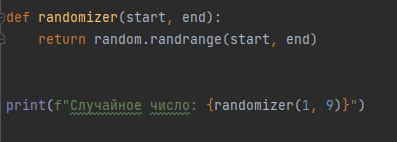 def randomizer(start, end):
    return random.randrange(start, end)
print(f"Случайное число: {randomizer(1, 9)}")